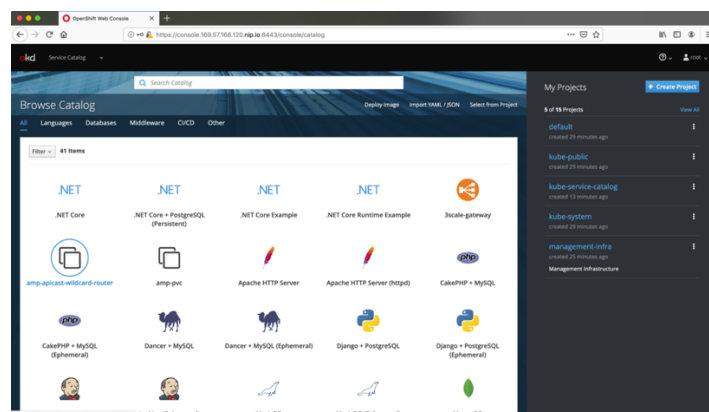 OpenShift Web Console
https://console.169.57.168.120.nip.io:8443/console/catalog
okd
Service Catalog
root
Search Catalog
Browse Catalog
Deploy Image
Import YAML / JSON
Select from Project
All
Languages
Databases
Middleware
CI/CD
Other
Filter
41 Items
.NET
.NET
.NET
.NET
.NET Core
.NET Core + PostgreSQL
(Persistent)
.NET Core Example
.NET Core Runtime Example
3scale-gateway
php
amp-apicast-wildcard-router
amp-pvc
Apache HTTP Server
Apache HTTP Server (httpd)
CakePHP + MySQL
php
CakePHP + MySQL
(Ephemeral)
Dancer + MySQL
Dancer + MySQL (Ephemeral)
Django + PostgreSQL
Django + PostgreSQL
(Ephemeral)
My Projects
Create Project
5 of 15 Projects
View All
default
created 29 minutes ago
kube-public
created 29 minutes ago
kube-service-catalog
created 13 minutes ago
kube-system
created 29 minutes ago
management-infra
created 25 minutes ago
Management Infrastructure